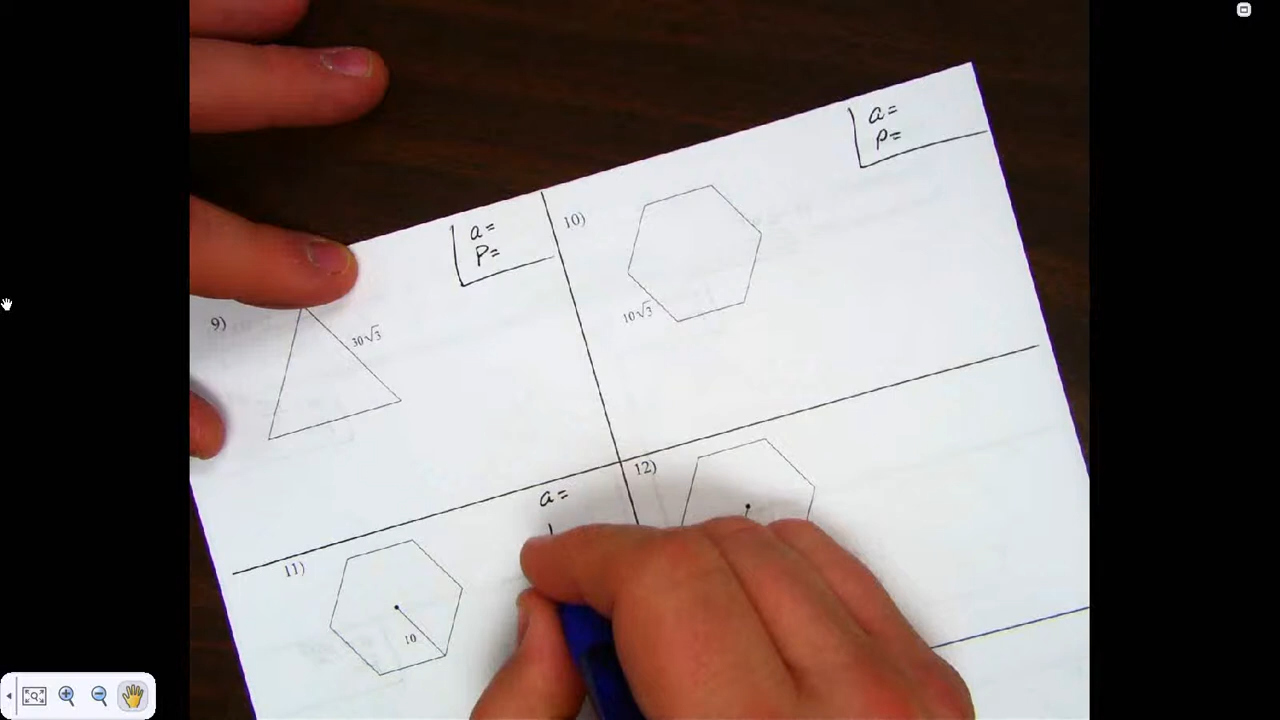 a=
P=
9)
30√3
10)
a=
P=
10√3
11)
10
a=
12)